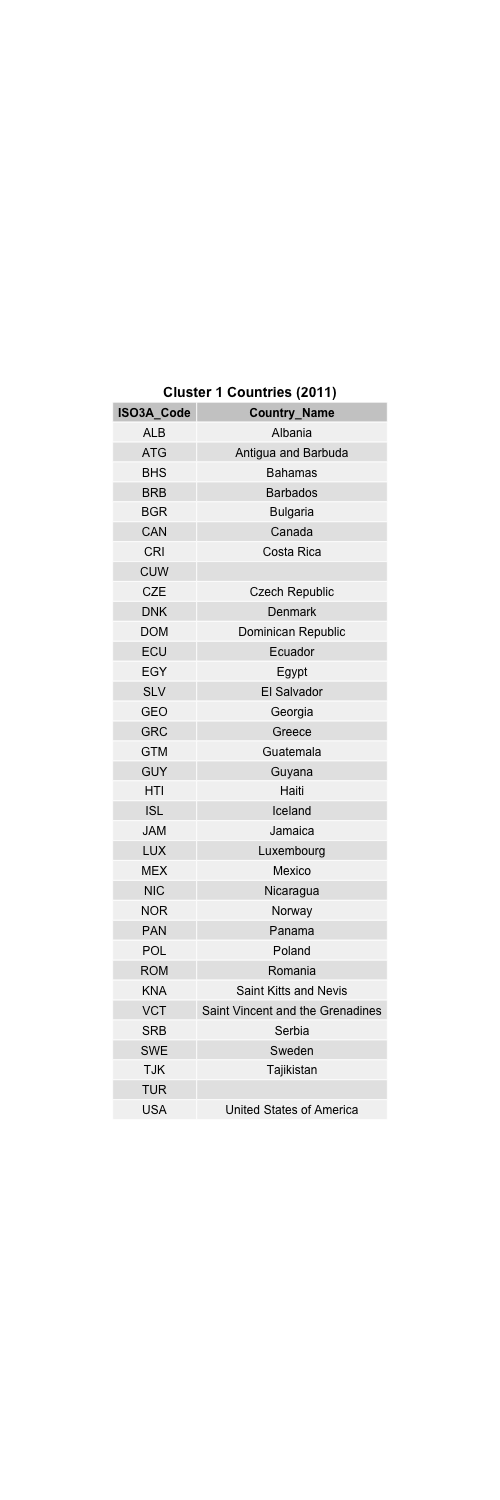 Cluster 1 Countries (2011)
ISO3A_Code Country_Name
ALB Albania
ATG Antigua and Barbuda
BHS Bahamas
BRB Barbados
BGR Bulgaria
CAN Canada
CRI Costa Rica
CUW
CZE Czech Republic
DNK Denmark
DOM Dominican Republic
ECU Ecuador
EGY Egypt
SLV El Salvador
GEO Georgia
GRC Greece
GTM Guatemala
GUY Guyana
HTI Haiti
ISL Iceland
JAM Jamaica
LUX Luxembourg
MEX Mexico
NIC Nicaragua
NOR Norway
PAN Panama
POL Poland
ROM Romania
KNA Saint Kitts and Nevis
VCT Saint Vincent and the Grenadines
SRB Serbia
SWE Sweden
TJK Tajikistan
TUR
USA United States of America